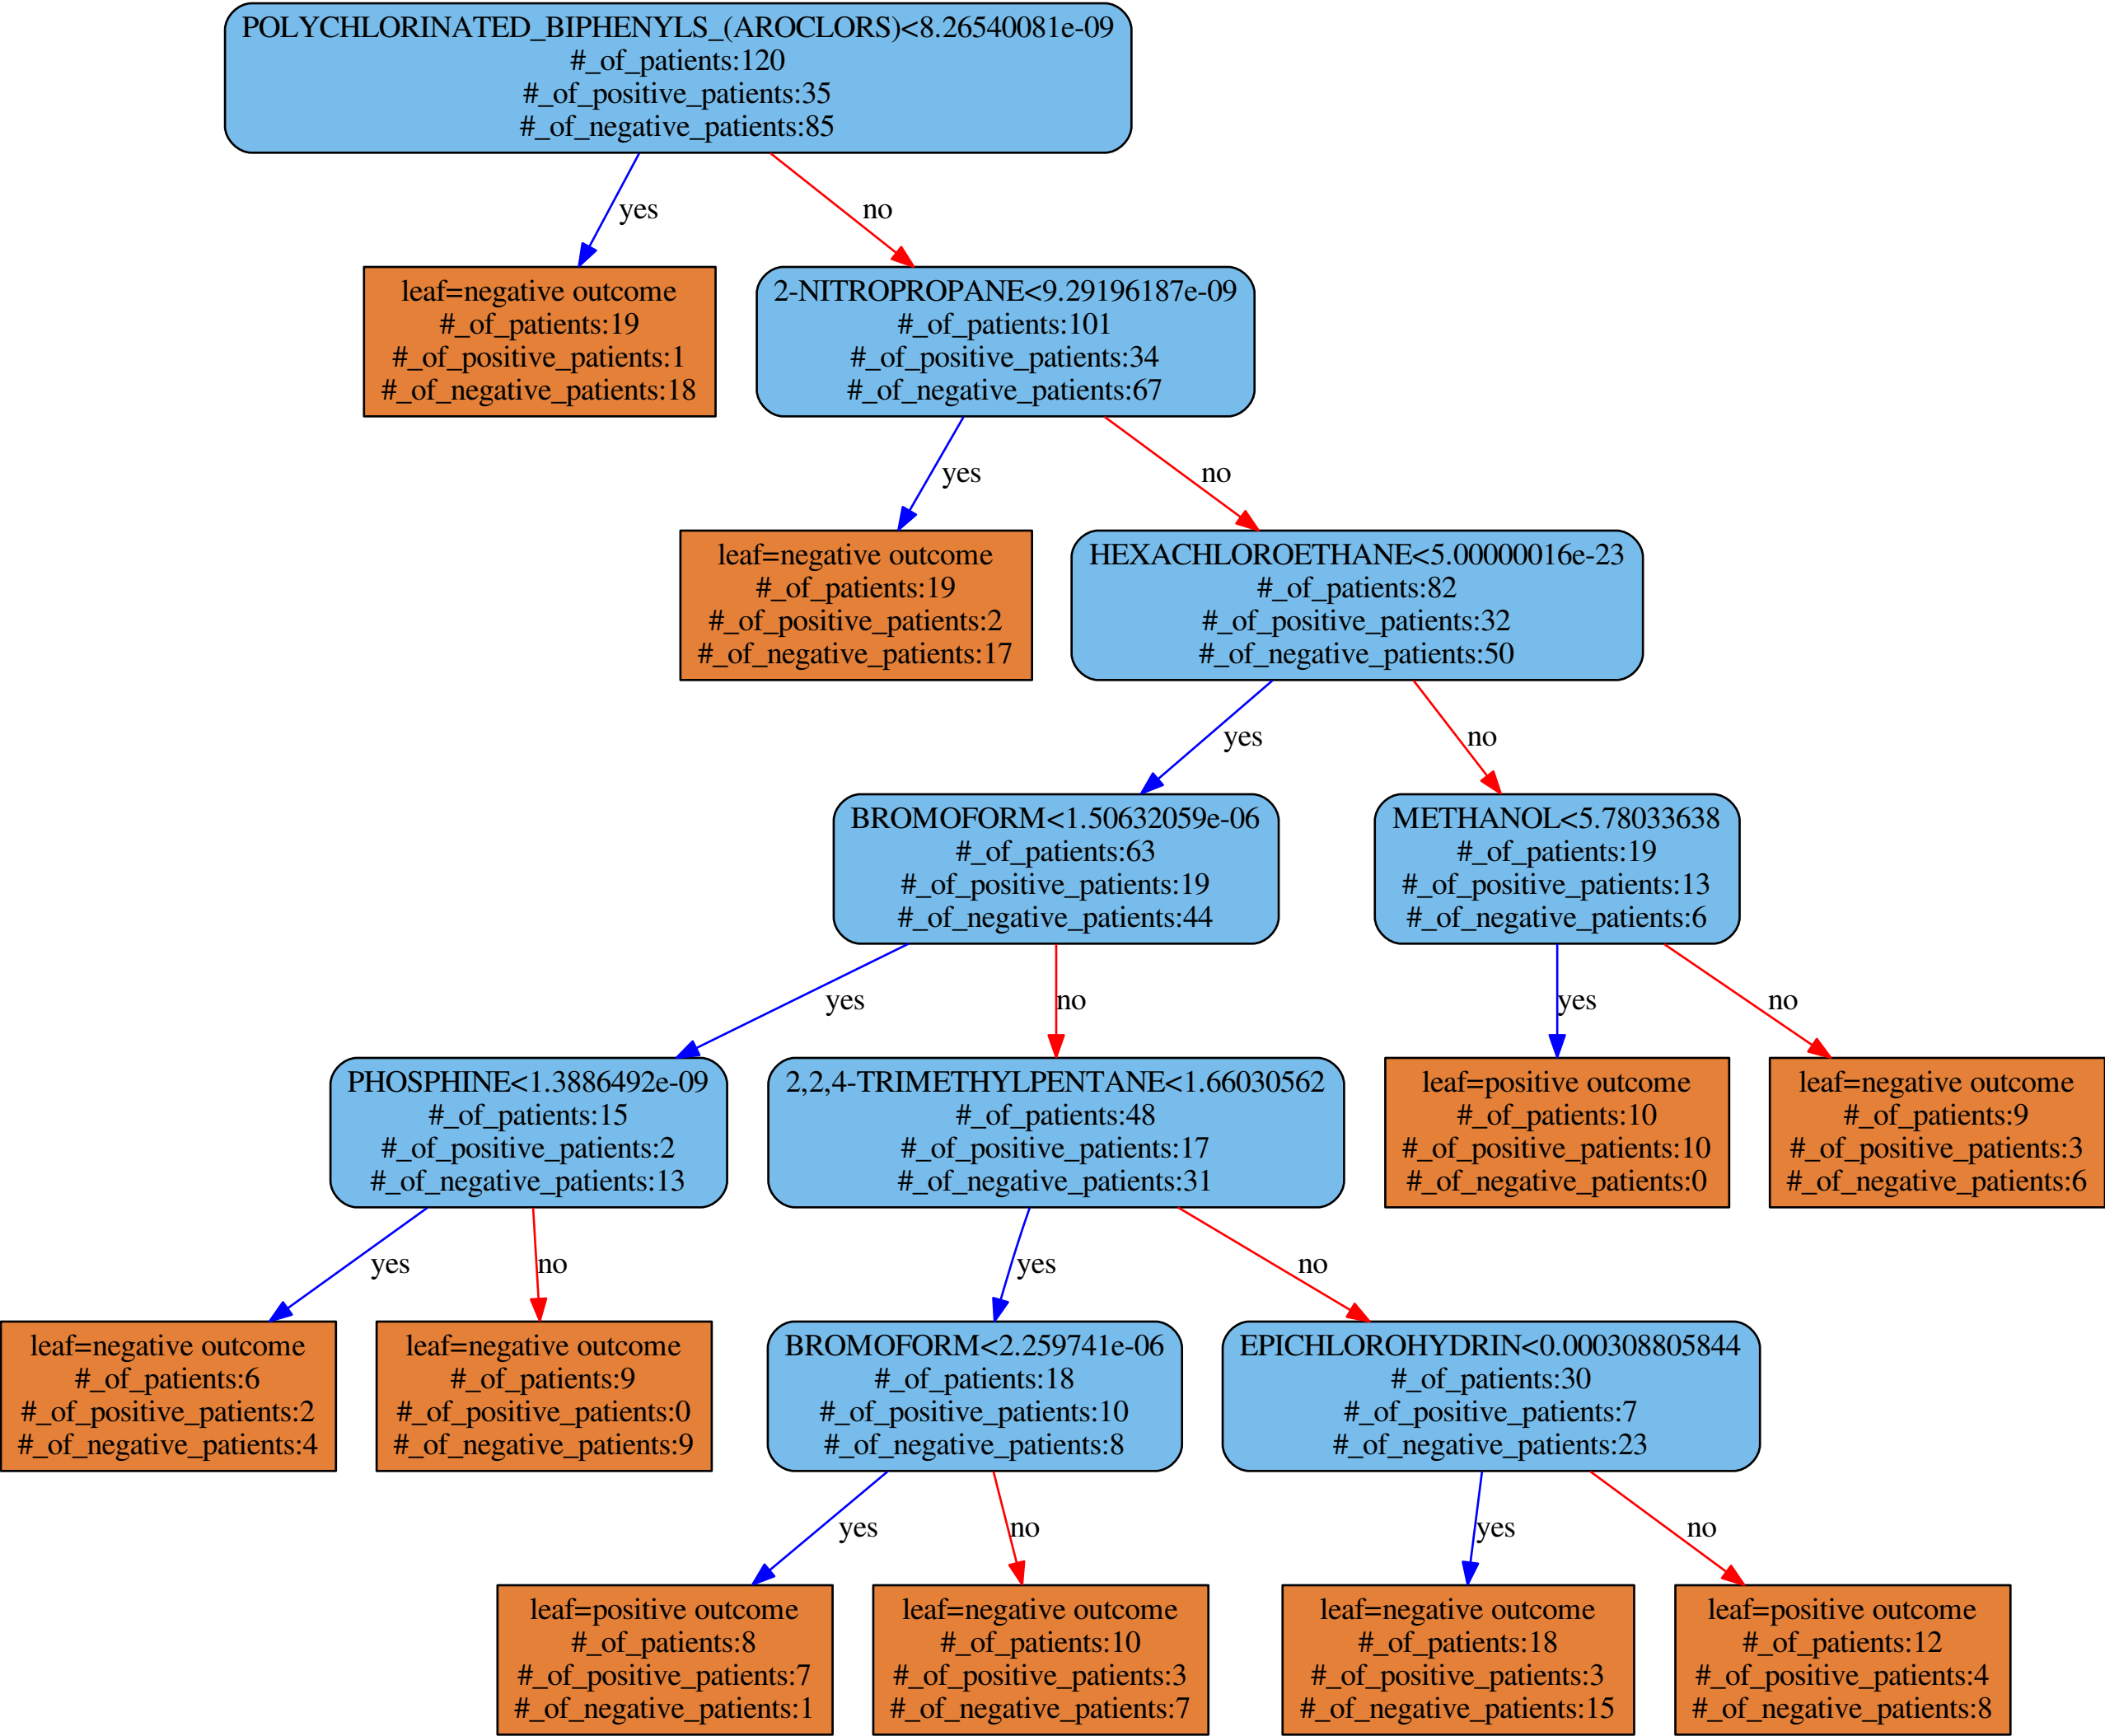 POLYCHLORINATED_BIPHENYLS_(AROCLORS)<8.26540081e-09
#_of_patients:120
#_of_positive_patients:35
#_of_negative_patients:85
yes
no
leaf=negative outcome
#_of_patients:19
#_of_positive_patients:1
#_of_negative_patients:18
2-NITROPROPANE<9.29196187e-09
#_of_patients:101
#_of_positive_patients:34
#_of_negative_patients:67
yes
no
leaf=negative outcome
#_of_patients:19
#_of_positive_patients:2
#_of_negative_patients:17
HEXACHLOROETHANE<5.00000016e-23
#_of_patients:82
#_of_positive_patients:32
#_of_negative_patients:50
yes
no
BROMOFORM<1.50632059e-06
#_of_patients:63
#_of_positive_patients:19
#_of_negative_patients:44
METHANOL<5.78033638
#_of_patients:19
#_of_positive_patients:13
#_of_negative_patients:6
yes
no
yes
no
PHOSPHINE<1.3886492e-09
#_of_patients:15
#_of_positive_patients:2
#_of_negative_patients:13
2,2,4-TRIMETHYLPENTANE<1.66030562
#_of_patients:48
#_of_positive_patients:17
#_of_negative_patients:31
leaf=positive outcome
#_of_patients:10
#_of_positive_patients:10
#_of_negative_patients:0
leaf=negative outcome
#_of_patients:9
#_of_positive_patients:3
#_of_negative_patients:6
yes
no
yes
no
leaf=negative outcome
#_of_patients:6
#_of_positive_patients:2
#_of_negative_patients:4
leaf=negative outcome
#_of_patients:9
#_of_positive_patients:0
#_of_negative_patients:9
BROMOFORM<2.259741e-06
#_of_patients:18
#_of_positive_patients:10
#_of_negative_patients:8
EPICHLOROHYDRIN<0.000308805844
#_of_patients:30
#_of_positive_patients:7
#_of_negative_patients:23
yes
no
yes
no
leaf=positive outcome
#_of_patients:8
#_of_positive_patients:7
#_of_negative_patients:1
leaf=negative outcome
#_of_patients:10
#_of_positive_patients:3
#_of_negative_patients:7
leaf=negative outcome
#_of_patients:18
#_of_positive_patients:3
#_of_negative_patients:15
leaf=positive outcome
#_of_patients:12
#_of_positive_patients:4
#_of_negative_patients:8